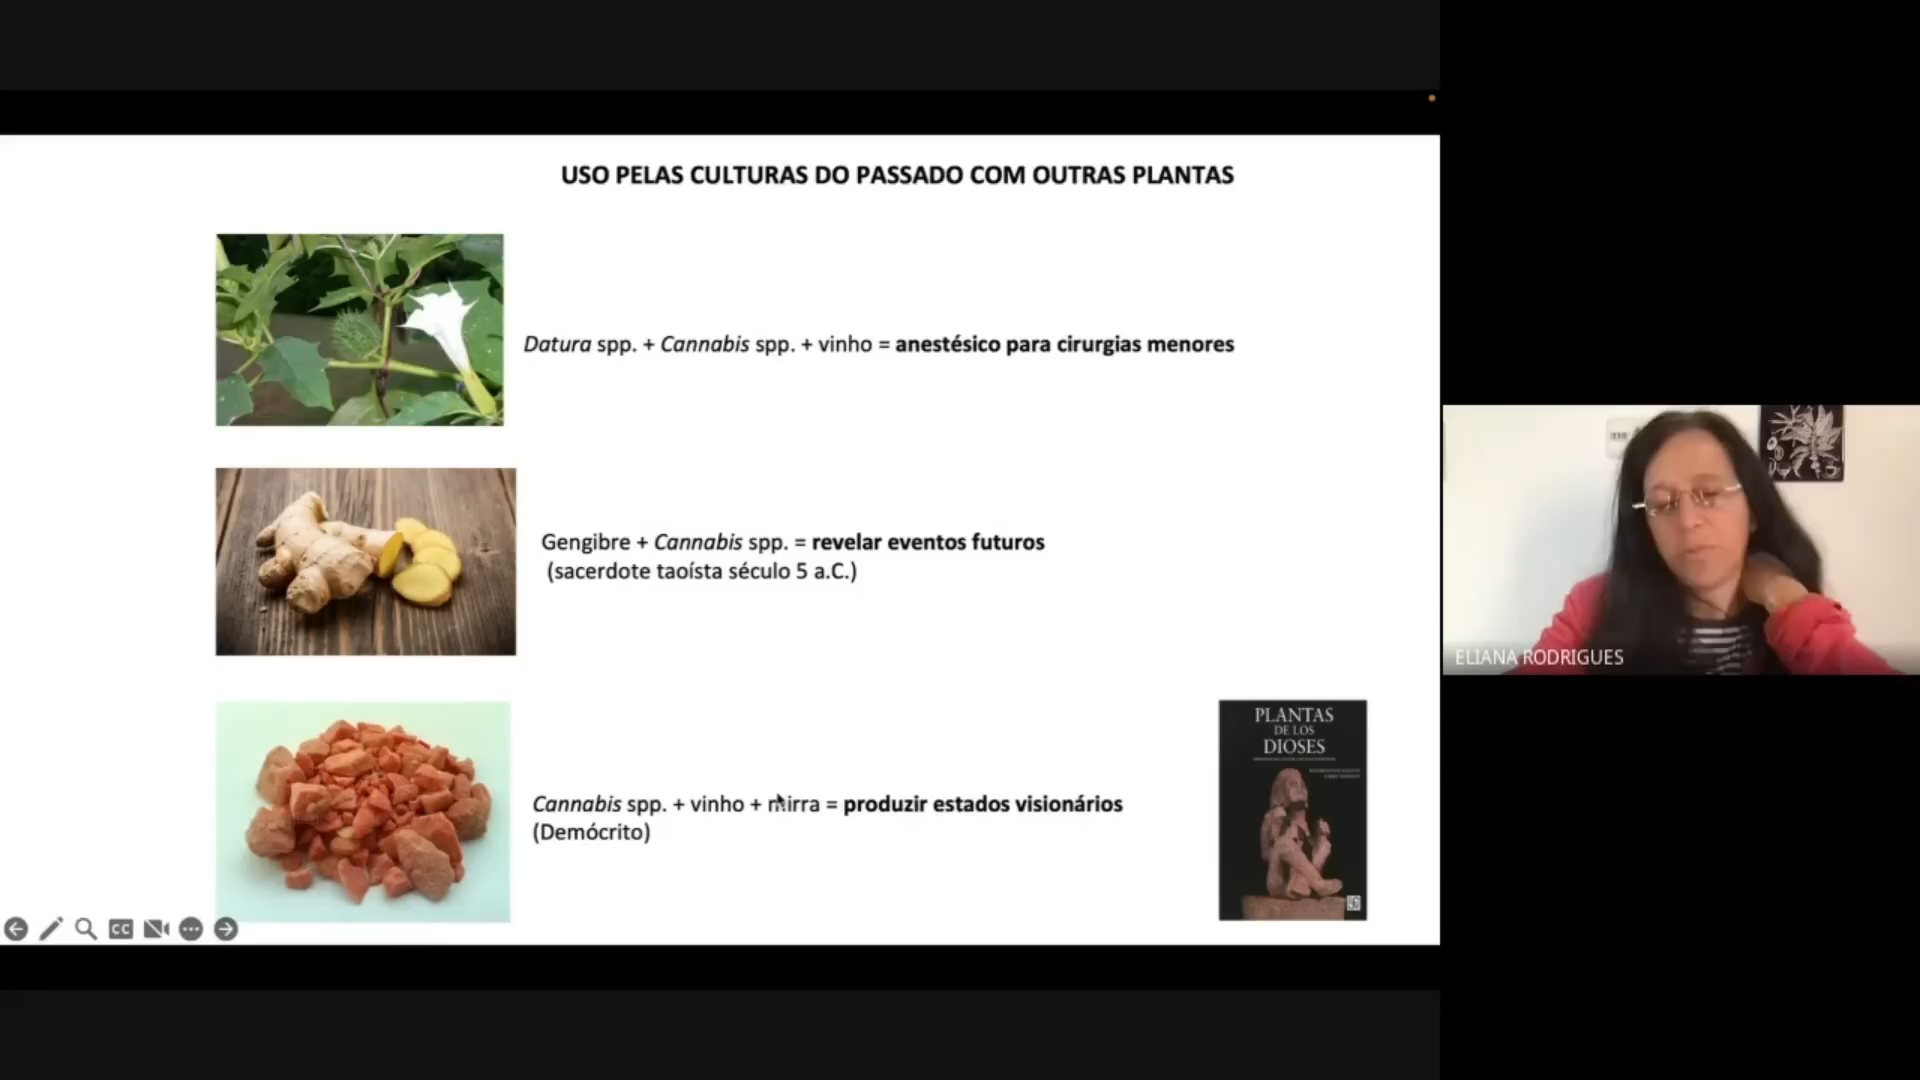 USO PELAS CULTURAS DO PASSADO COM OUTRAS PLANTAS
Datura spp. + Cannabis spp. + vinho = anestésico para cirurgias menores
Gengibre + Cannabis spp. = revelar eventos futuros
(sacerdote taoísta século 5 a.C.)
Cannabis spp. + vinho + mirra = produzir estados visionários
(Demócrito)
PLANTAS
DE LOS
DIOSES
CC
ELIANA RODRIGUES